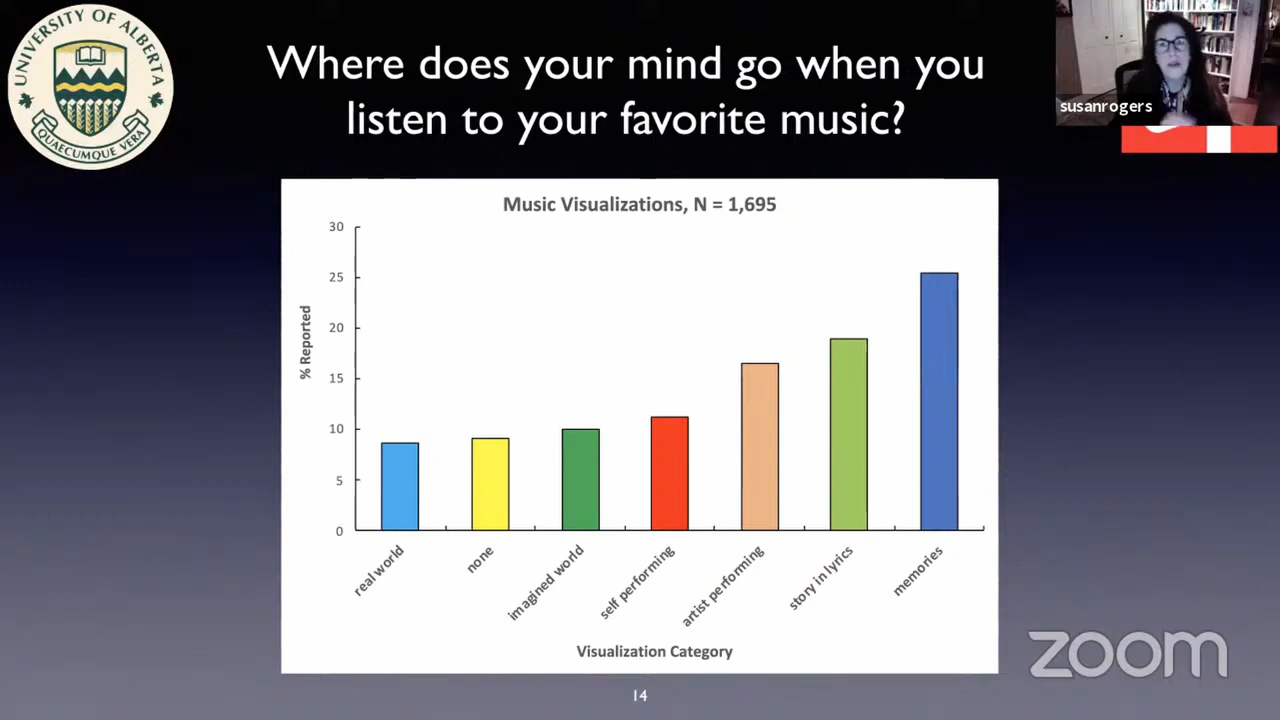 UNIVERSITY OF ALBERTA
QUAECUMQUE VERA
Where does your mind go when you
listen to your favorite music?
susanrogers
Music Visualizations, N = 1,695
30
25
20
15
10
5
0
% Reported
real world
none
imagined world
self performing
artist performing
story in lyrics
memories
Visualization Category
zoom
14